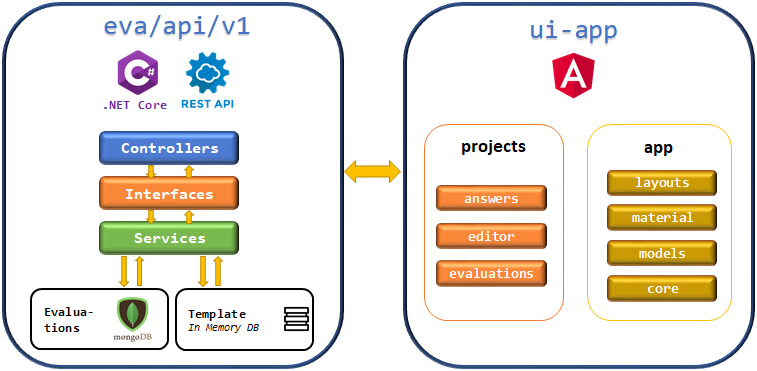 eva/api/v1
C#
.NET Core
REST API
Controllers
Interfaces
Services
Evalua-
tions
mongoDB
Template
In Memory DB
ui-app
A
projects
answers
editor
evaluations
app
layouts
material
models
core